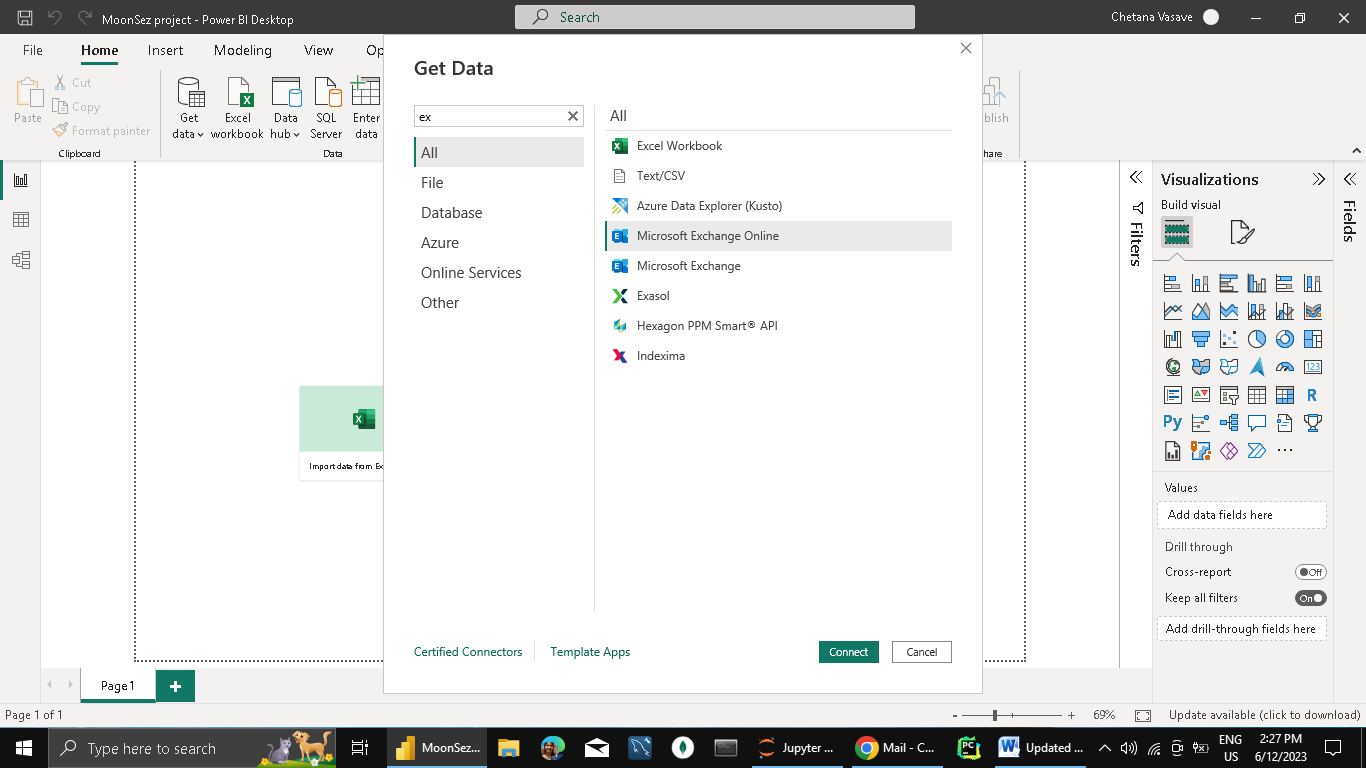 MoonSez project - Power BI Desktop
Search
Chetana Vasave
File
Home
Insert
Modeling
View
Op
Paste
Cut
Copy
Format painter
Clipboard
Get data
Excel workbook
Data hub
SQL Server
Enter data
Data
blish
hare
Get Data
ex
All
File
Database
Azure
Online Services
Other
All
Excel Workbook
Text/CSV
Azure Data Explorer (Kusto)
Microsoft Exchange Online
Microsoft Exchange
Exasol
Hexagon PPM Smart® API
Indexima
Certified Connectors
Template Apps
Connect
Cancel
Import data from Ex
Filters
Visualizations
Build visual
123
R
Py
Values
Add data fields here
Drill through
Cross-report
Off
Keep all filters
On
Add drill-through fields here
Fields
Page 1
Page 1 of 1
-
+
69%
Update available (click to download)
Type here to search
MoonSez...
Jupyter ...
Mail - C...
Updated ...
ENG
US
2:27 PM
6/12/2023